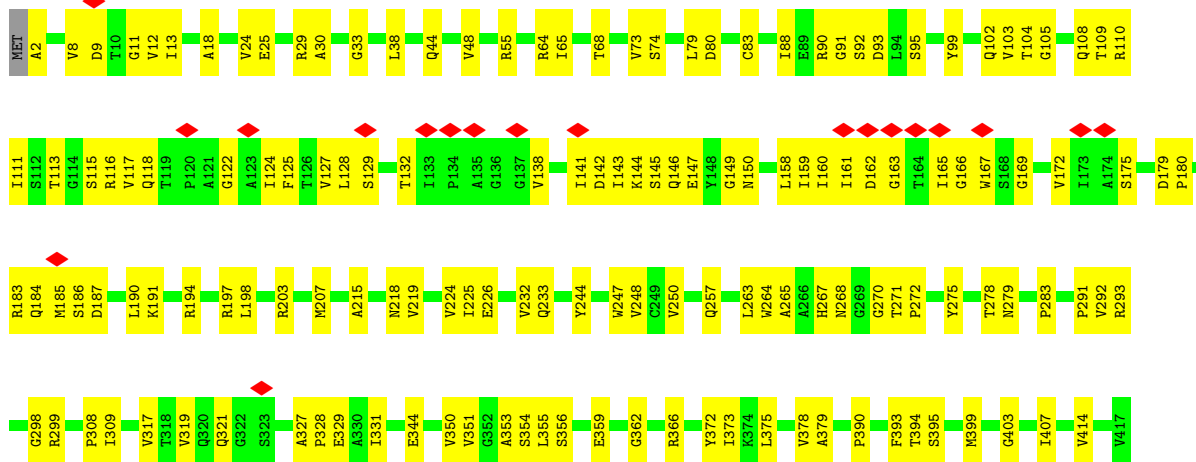 MET A2 V8 D9 T10 G11 V12 I13 A18 V24 E25 R29 A30 G33 L38 Q44 V48 R55 R64 I65 T68 V73 S74 L79 D80 C83 I88 E89 R90 G91 S92 D93 L94 S95 Y99 Q102 V103 T104 G105 Q108 T109 R110
I111 S112 T113 G114 S115 R116 V117 Q118 T119 P120 A121 G122 A123 I124 F125 T126 V127 L128 S129 T132 I133 P134 A135 G136 G137 V138 I141 D142 I143 K144 S145 Q146 E147 Y148 G149 N150 L158 I159 I160 I161 D162 G163 T164 I165 G166 W167 S168 G169 V172 I173 A174 S175 D179 P180
R183 Q184 M185 S186 D187 L190 K191 R194 R197 L198 R203 M207 A215 N218 V219 V224 I225 E226 V232 Q233 Y244 W247 V248 C249 V250 Q257 L263 W264 A265 A266 H267 N268 G269 G270 T271 P272 Y275 T278 N279 P283 P291 V292 R293
G298 R299 P308 I309 V317 T318 V319 Q320 Q321 G322 S323 A327 P328 E329 A330 I331 E344 V350 V351 G352 A353 S354 L355 S356 E359 G362 R366 Y372 I373 K374 L375 V378 A379 P390 F393 T394 S395 M399 G403 I407 V414 V417